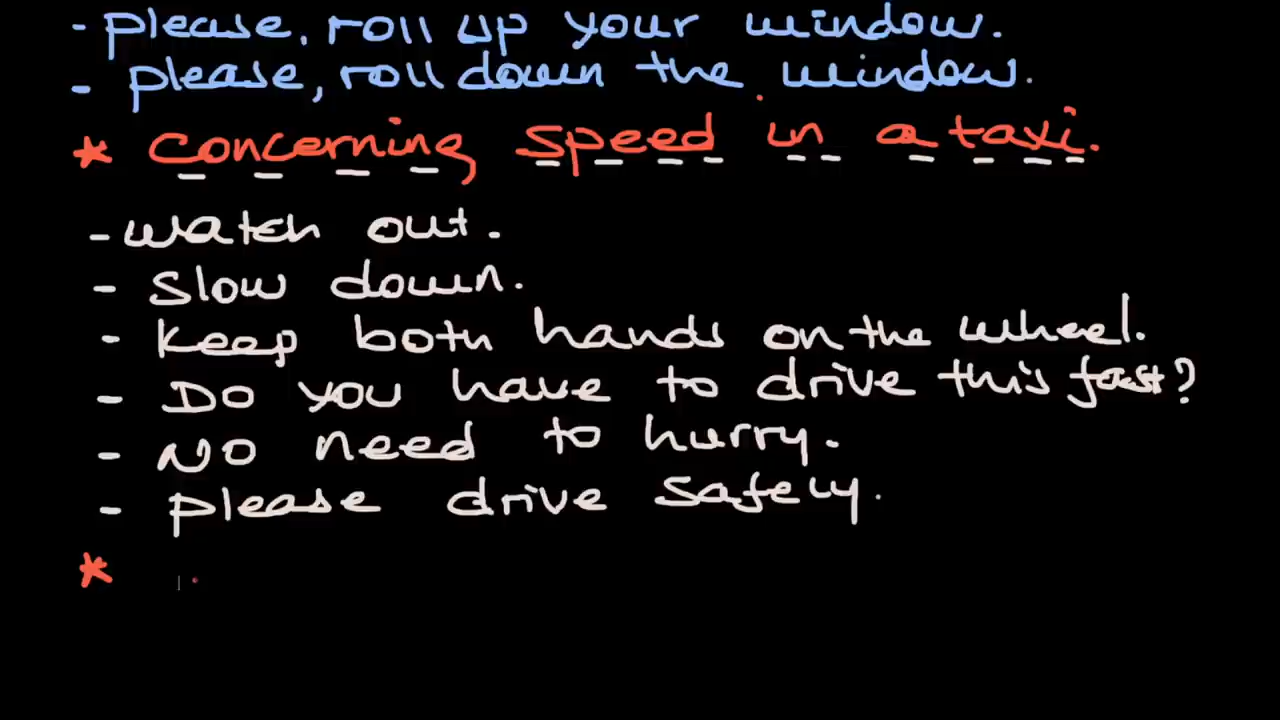 - please, roll up your window.
- please, roll down the window.
* concerning speed in a taxi.
- watch out.
- slow down.
- keep both hands on the wheel.
- Do you have to drive this fast?
- No need to hurry.
- please drive safely.
*